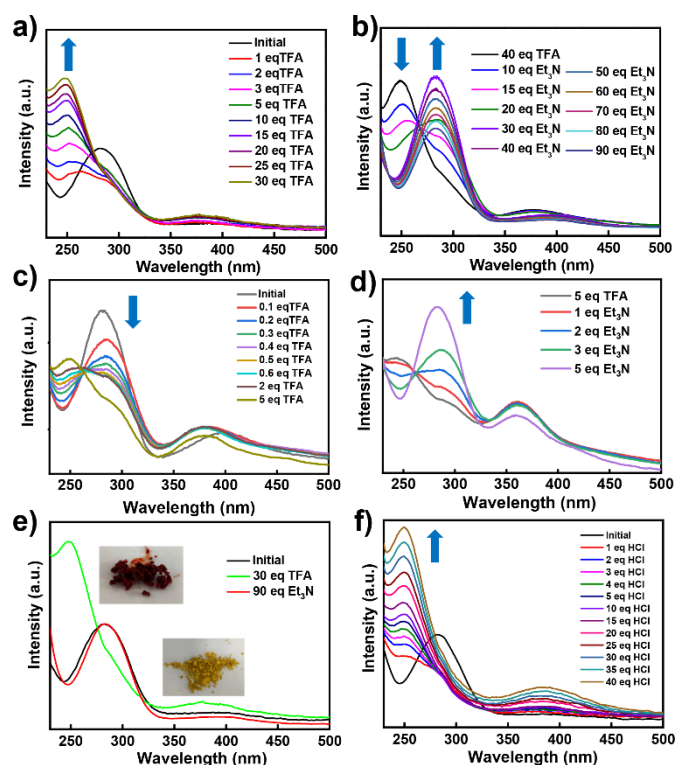 a)
Initial
1 eqTFA
2 eqTFA
3 eqTFA
5 eq TFA
10 eq TFA
15 eq TFA
20 eq TFA
25 eq TFA
30 eq TFA
Intensity (a.u.)
250 300 350 400 450 500
Wavelength (nm)
b)
40 eq TFA
10 eq Et₃N
15 eq Et₃N
20 eq Et₃N
30 eq Et₃N
40 eq Et₃N
50 eq Et₃N
60 eq Et₃N
70 eq Et₃N
80 eq Et₃N
90 eq Et₃N
Intensity (a.u.)
250 300 350 400 450 500
Wavelength (nm)
c)
Initial
0.1 eqTFA
0.2 eqTFA
0.3 eqTFA
0.4 eq TFA
0.5 eq TFA
0.6 eq TFA
2 eq TFA
5 eq TFA
Intensity (a.u.)
250 300 350 400 450 500
Wavelength (nm)
d)
5 eq TFA
1 eq Et₃N
2 eq Et₃N
3 eq Et₃N
5 eq Et₃N
Intensity (a.u.)
250 300 350 400 450 500
Wavelength (nm)
e)
Initial
30 eq TFA
90 eq Et₃N
Intensity (a.u.)
250 300 350 400 450 500
Wavelength (nm)
f)
Initial
1 eq HCl
2 eq HCl
3 eq HCl
4 eq HCl
5 eq HCl
10 eq HCl
15 eq HCl
20 eq HCl
25 eq HCl
30 eq HCl
35 eq HCl
40 eq HCl
Intensity (a.u.)
250 300 350 400 450 500
Wavelength (nm)